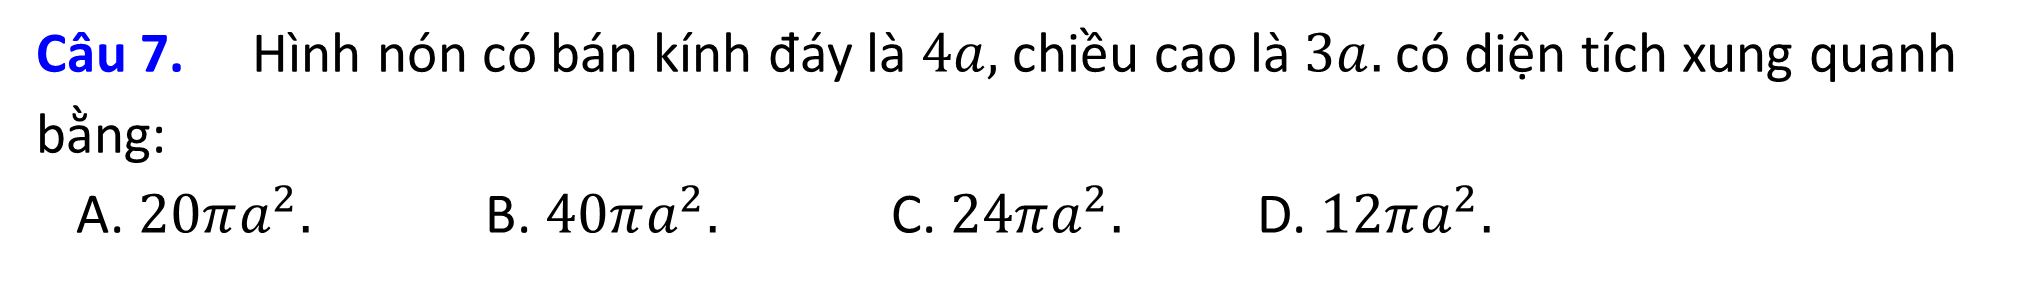 Câu 7. Hình nón có bán kính đáy là 4a, chiều cao là 3a. có diện tích xung quanh
bằng:
A. 20πa². B. 40πa². C. 24πa². D. 12πa².